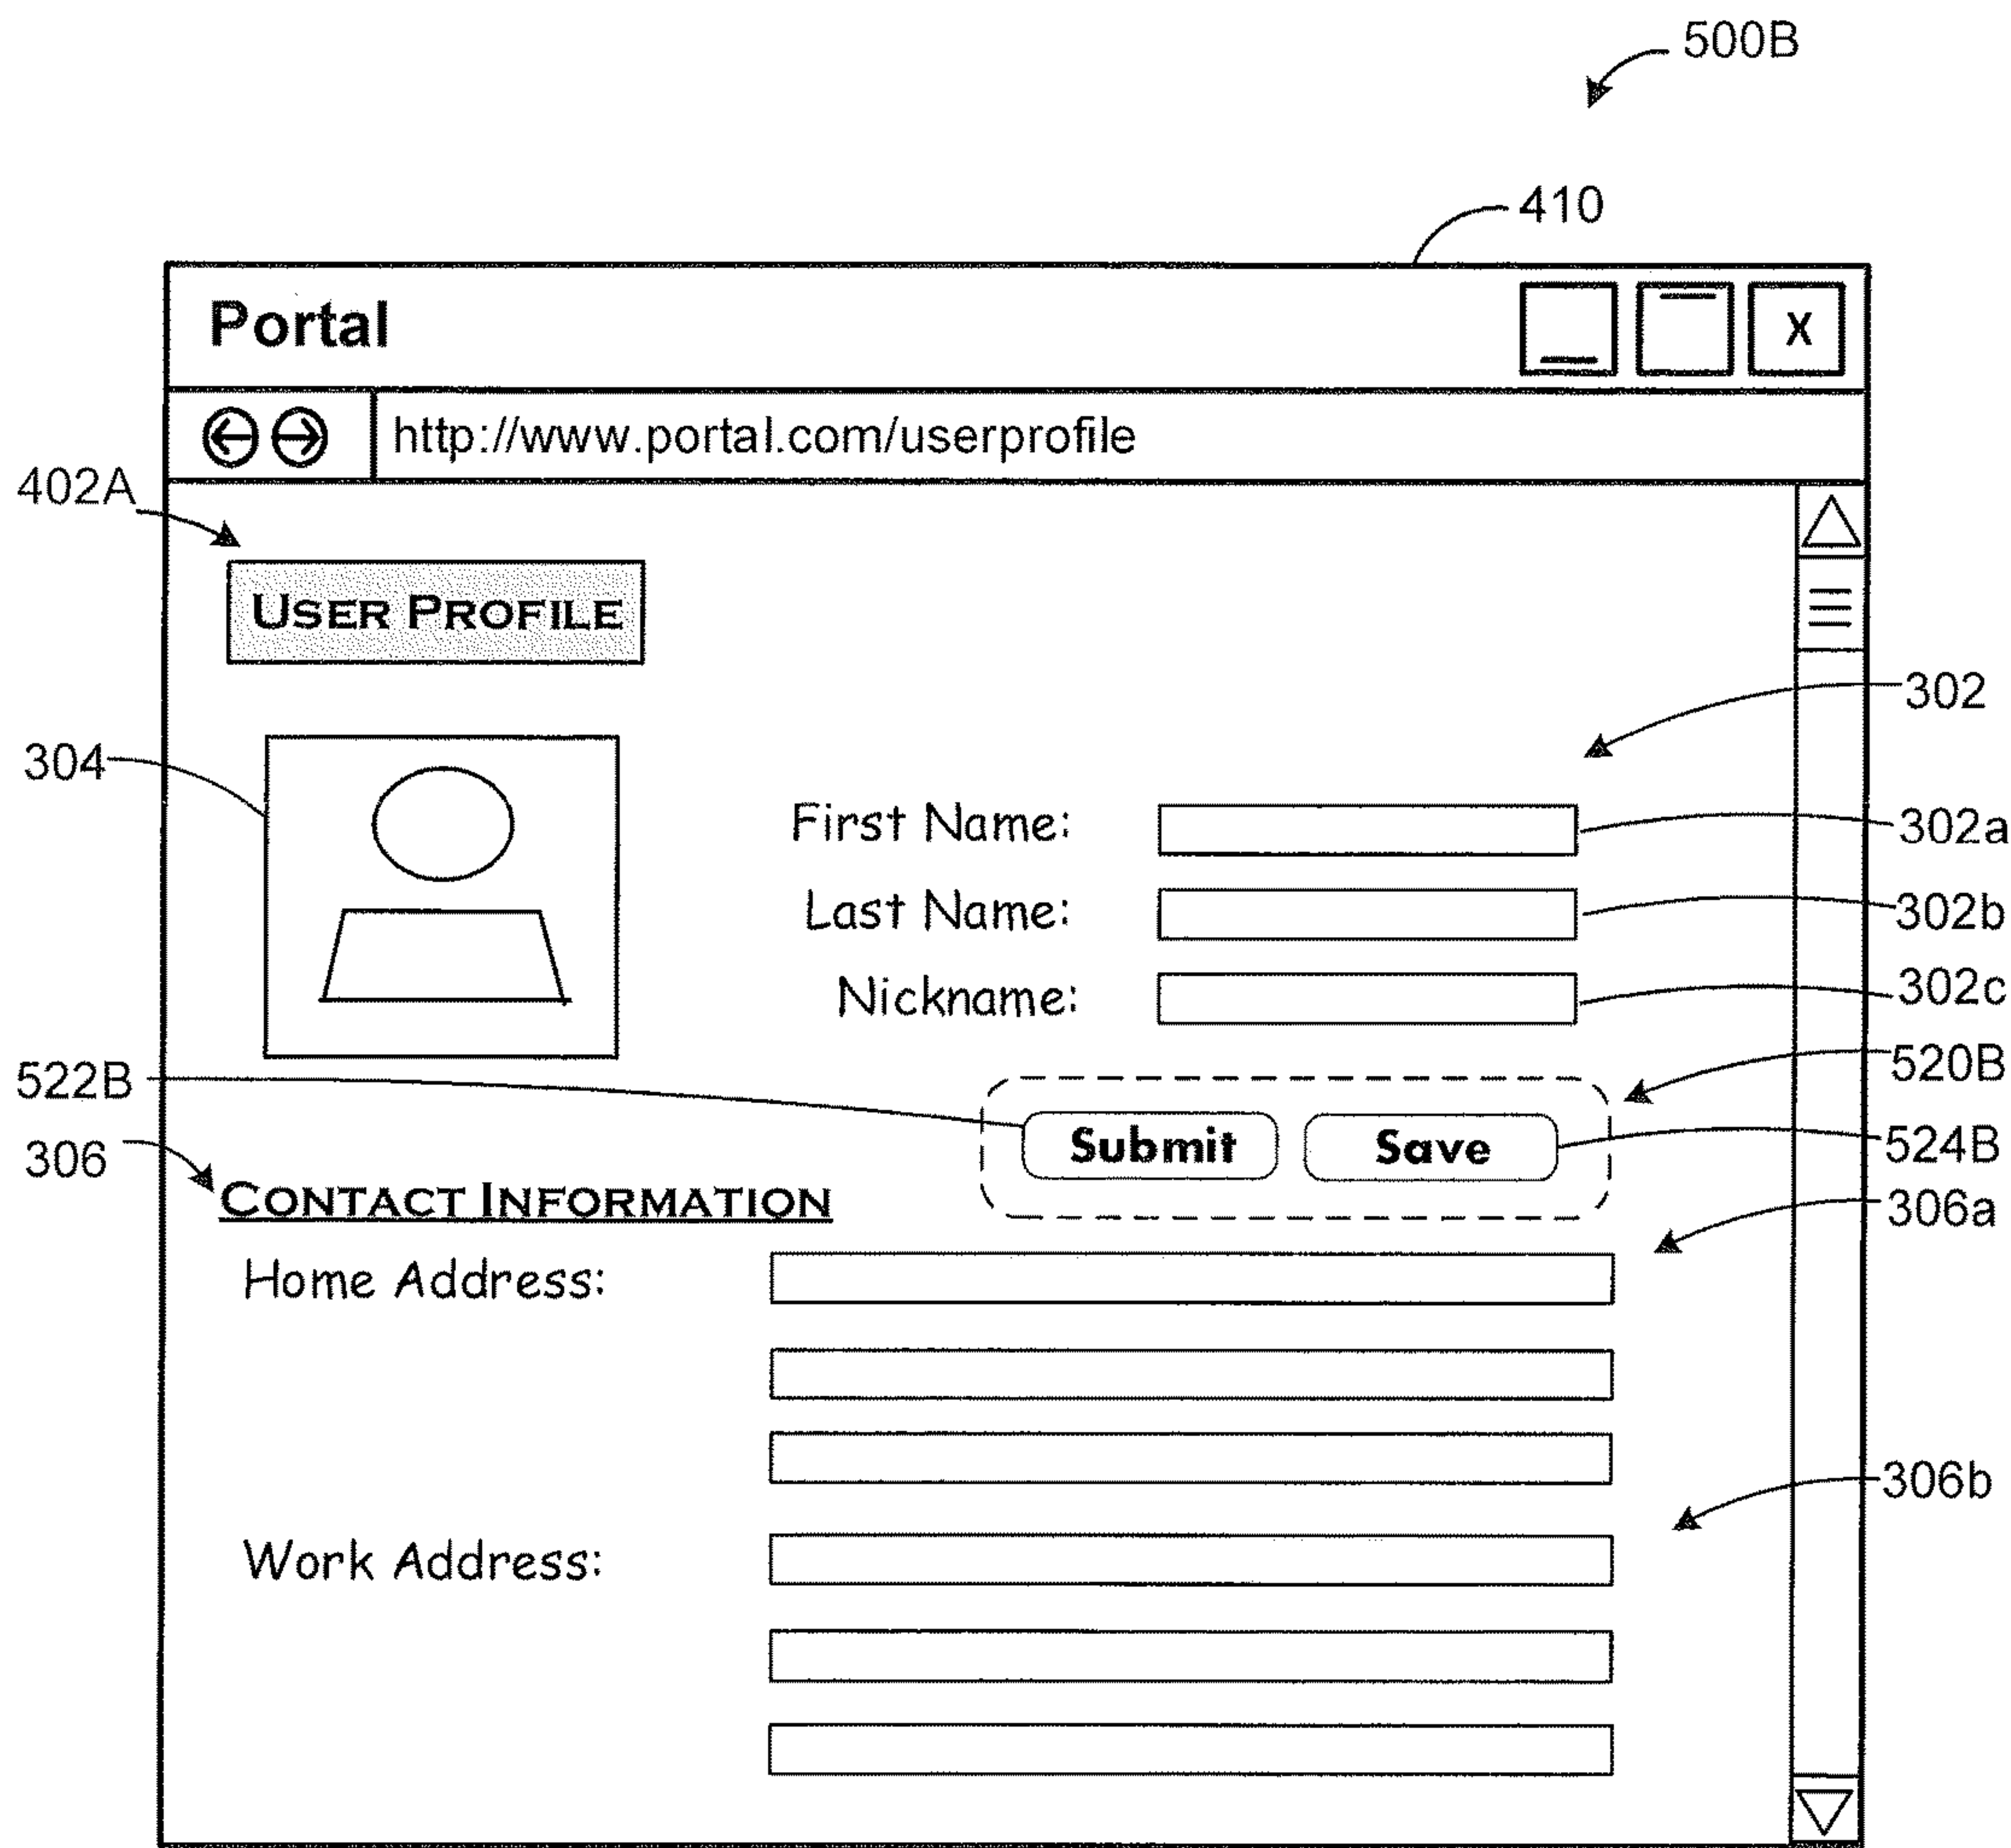 500B
410
Portal
X
http://www.portal.com/userprofile
402A
USER PROFILE
302
304
First Name:
302a
Last Name:
302b
Nickname:
302c
520B
522B
Submit
Save
524B
306
CONTACT INFORMATION
306a
Home Address:
306b
Work Address: